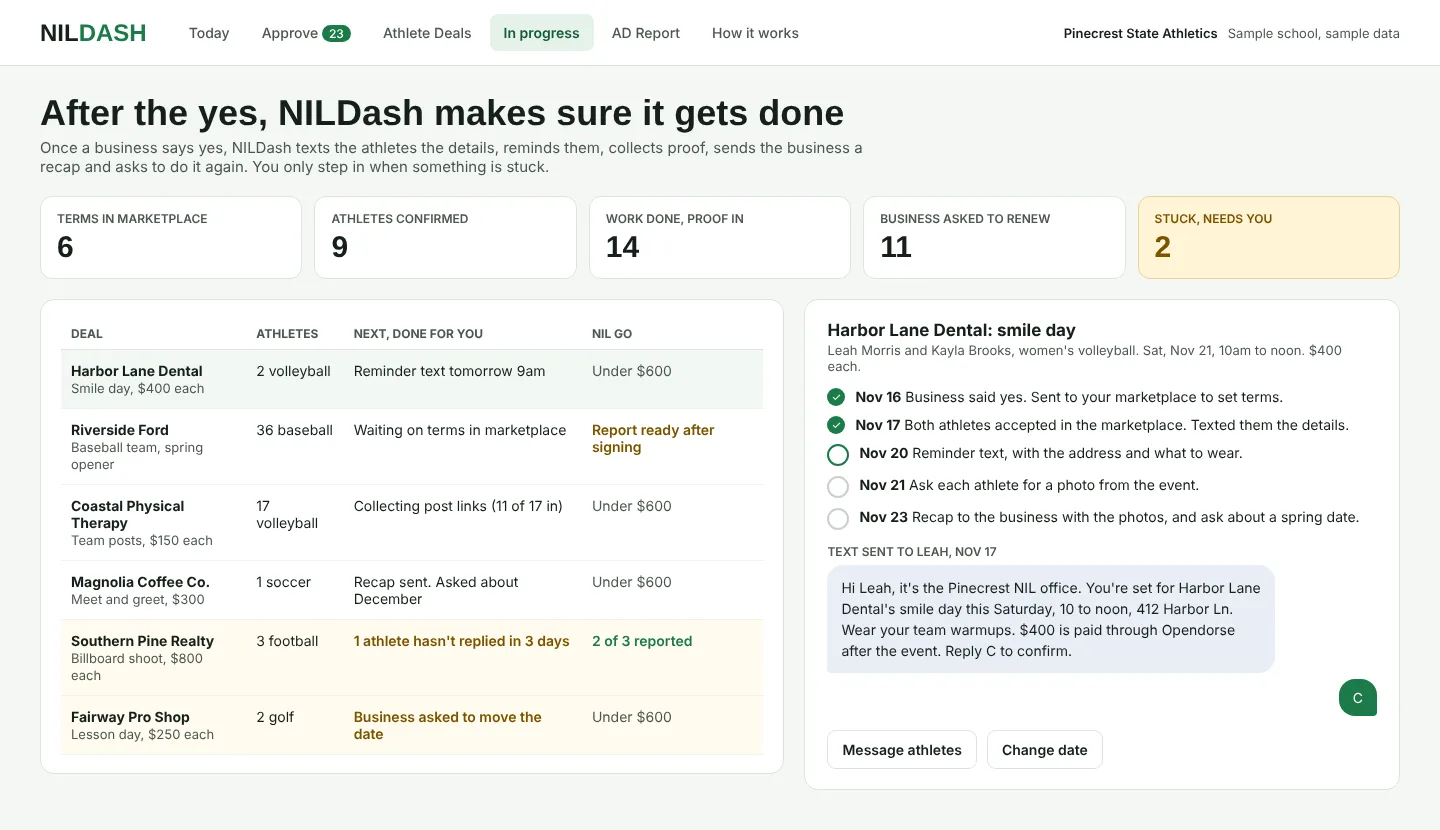 NILDASH
Today
Approve 23
Athlete Deals
In progress
AD Report
How it works
Pinecrest State Athletics Sample school, sample data
After the yes, NILDash makes sure it gets done
Once a business says yes, NILDash texts the athletes the details, reminds them, collects proof, sends the business a
recap and asks to do it again. You only step in when something is stuck.
TERMS IN MARKETPLACE
6
ATHLETES CONFIRMED
9
WORK DONE, PROOF IN
14
BUSINESS ASKED TO RENEW
11
STUCK, NEEDS YOU
2
DEAL ATHLETES NEXT, DONE FOR YOU NIL GO
Harbor Lane Dental
Smile day, $400 each
2 volleyball
Reminder text tomorrow 9am
Under $600
Riverside Ford
Baseball team, spring
opener
36 baseball
Waiting on terms in marketplace
Report ready after
signing
Coastal Physical
Therapy
Team posts, $150 each
17
volleyball
Collecting post links (11 of 17 in)
Under $600
Magnolia Coffee Co.
Meet and greet, $300
1 soccer
Recap sent. Asked about
December
Under $600
Southern Pine Realty
Billboard shoot, $800
each
3 football
1 athlete hasn't replied in 3 days
2 of 3 reported
Fairway Pro Shop
Lesson day, $250 each
2 golf
Business asked to move the
date
Under $600
Harbor Lane Dental: smile day
Leah Morris and Kayla Brooks, women's volleyball. Sat, Nov 21, 10am to noon. $400
each.
Nov 16 Business said yes. Sent to your marketplace to set terms.
Nov 17 Both athletes accepted in the marketplace. Texted them the details.
Nov 20 Reminder text, with the address and what to wear.
Nov 21 Ask each athlete for a photo from the event.
Nov 23 Recap to the business with the photos, and ask about a spring date.
TEXT SENT TO LEAH, NOV 17
Hi Leah, it's the Pinecrest NIL office. You're set for Harbor Lane
Dental's smile day this Saturday, 10 to noon, 412 Harbor Ln.
Wear your team warmups. $400 is paid through Opendorse
after the event. Reply C to confirm.
C
Message athletes
Change date